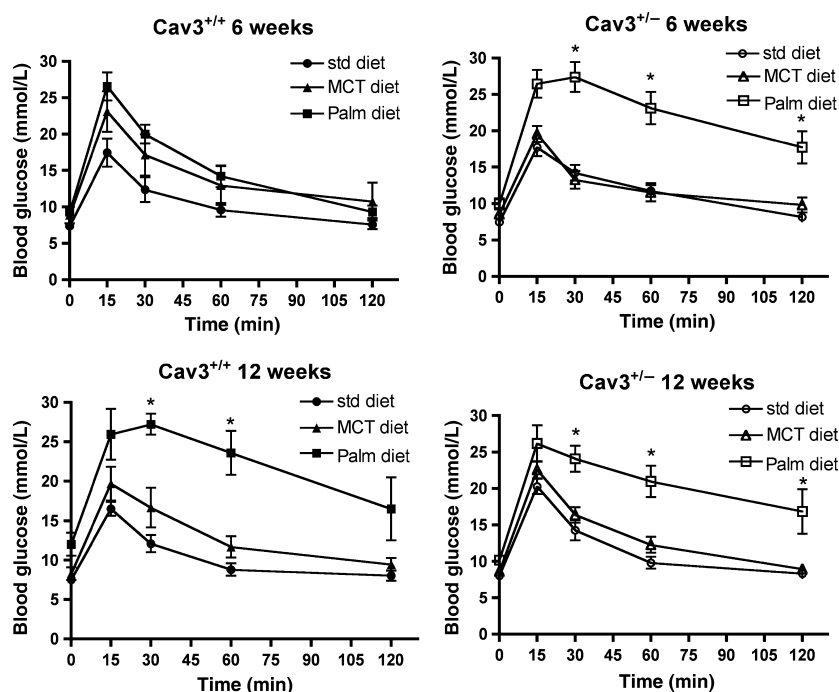 Cav3+/+ 6 weeks
std diet
MCT diet
Palm diet
30
25
20
15
10
5
0
0 15 30 45 60 75 90 105 120
Time (min)
Blood glucose (mmol/L)
Cav3+/− 6 weeks
std diet
MCT diet
Palm diet
* * *
30
25
20
15
10
5
0
0 15 30 45 60 75 90 105 120
Time (min)
Blood glucose (mmol/L)
Cav3+/+ 12 weeks
std diet
MCT diet
Palm diet
* *
30
25
20
15
10
5
0
0 15 30 45 60 75 90 105 120
Time (min)
Blood glucose (mmol/L)
Cav3+/− 12 weeks
std diet
MCT diet
Palm diet
* * *
30
25
20
15
10
5
0
0 15 30 45 60 75 90 105 120
Time (min)
Blood glucose (mmol/L)